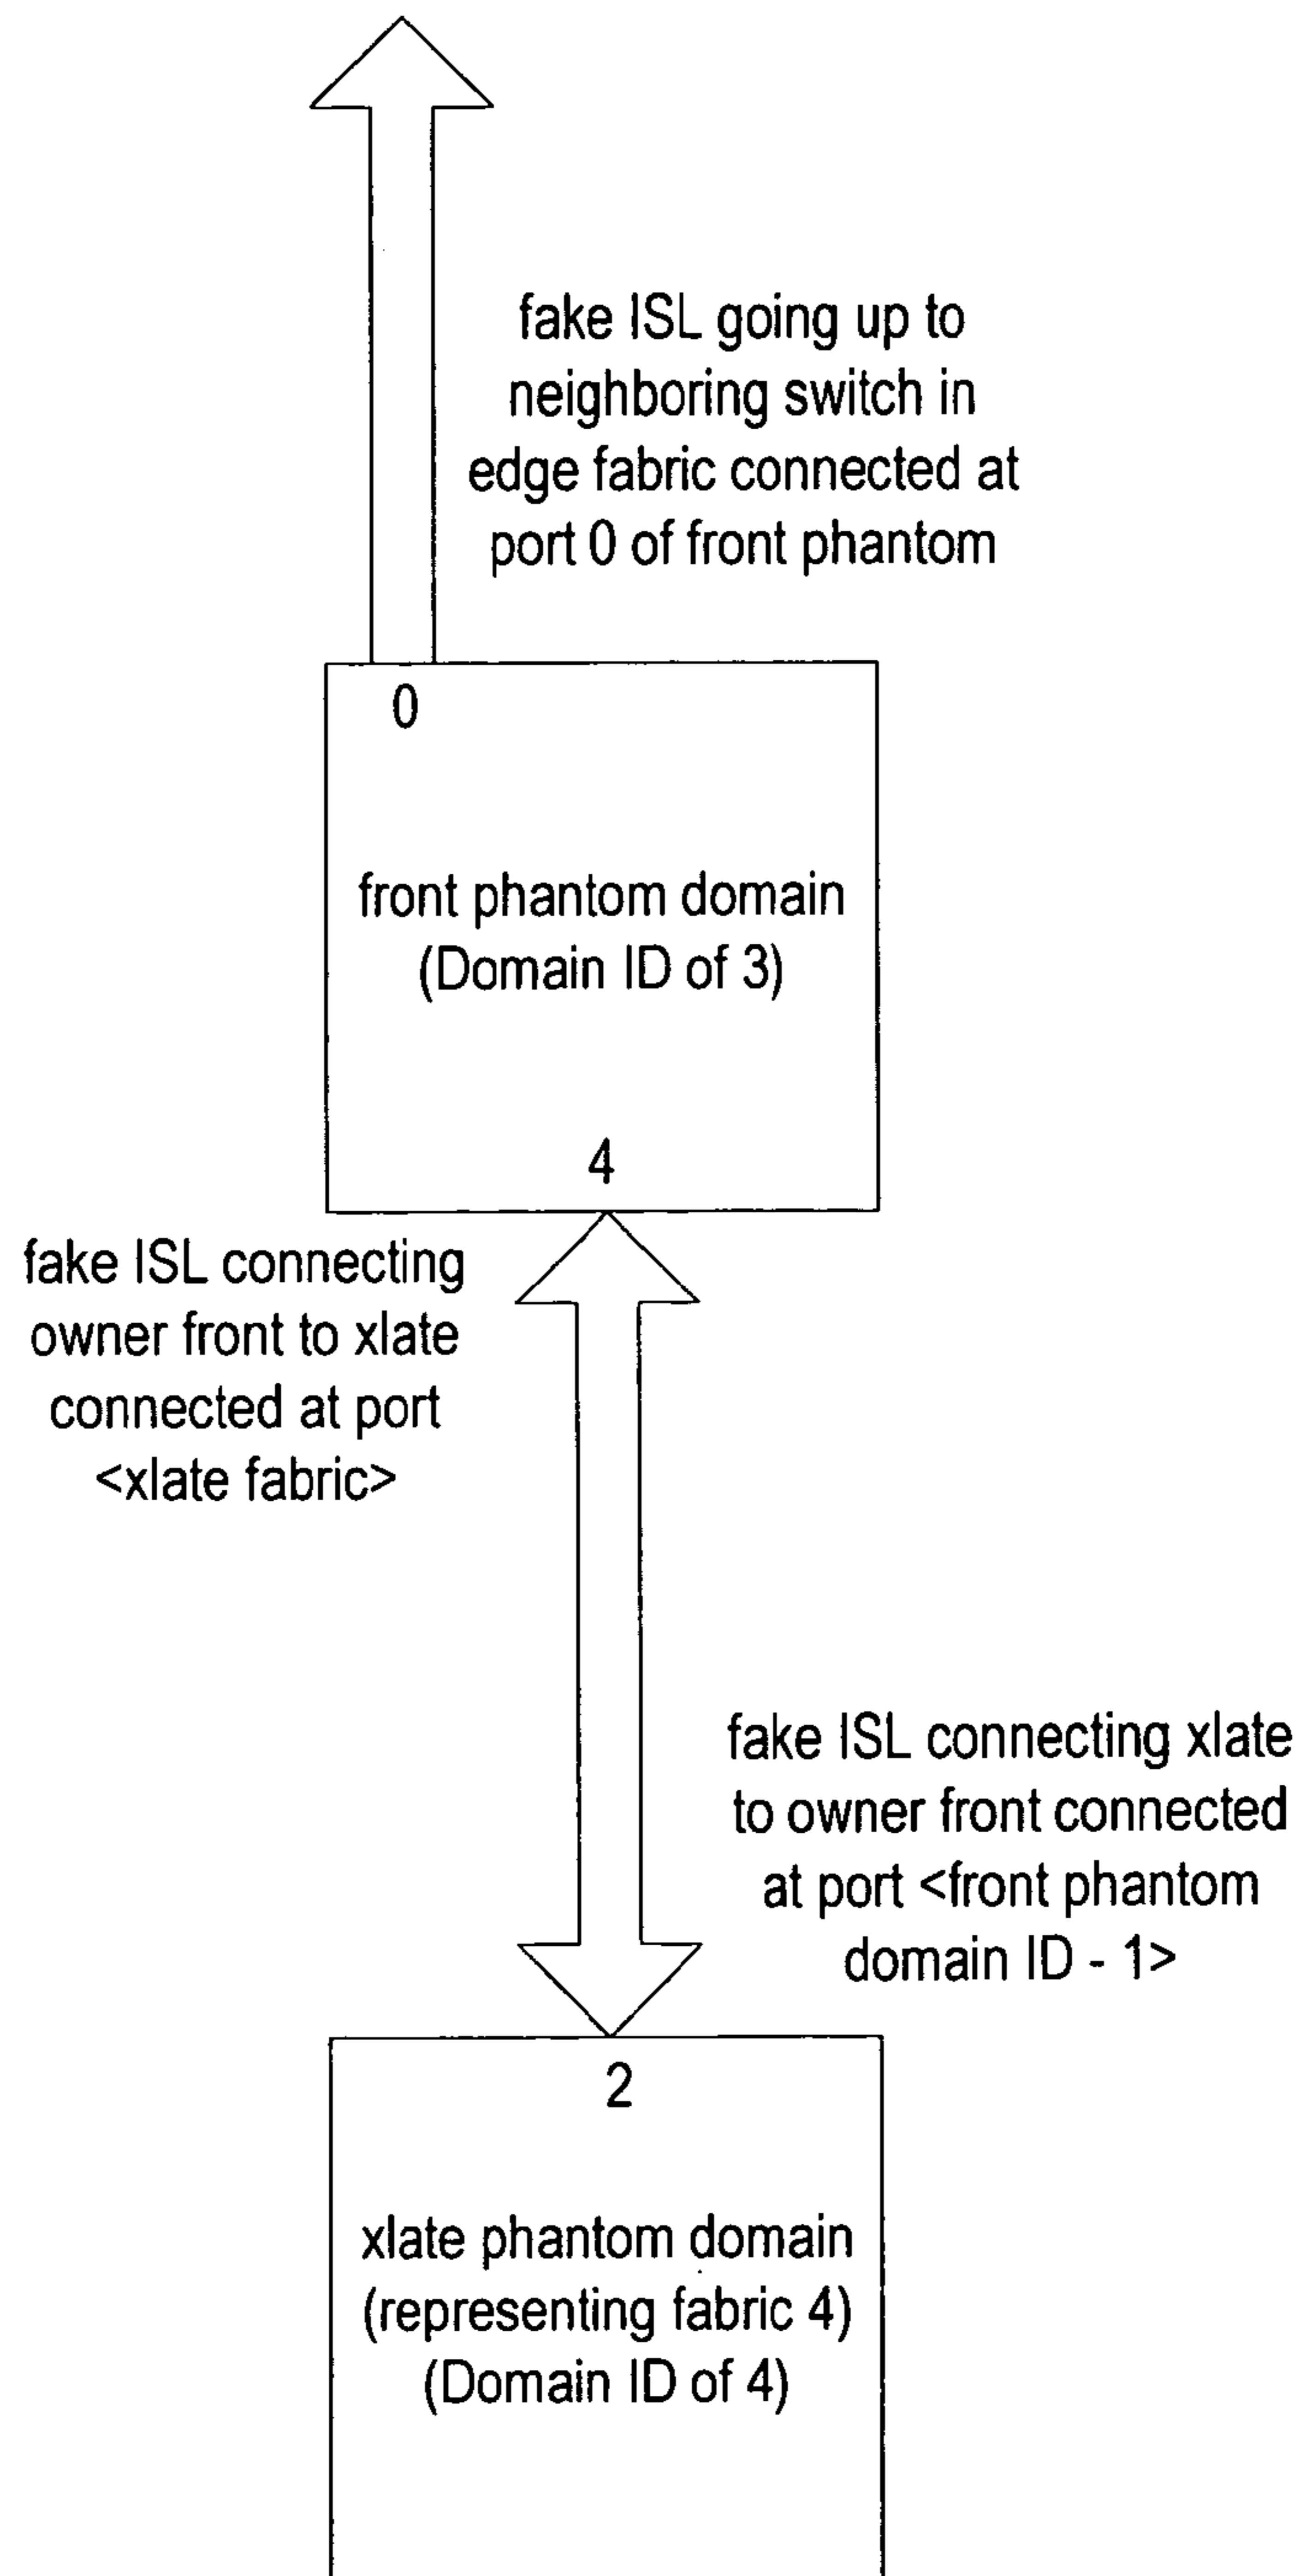 fake ISL going up to
neighboring switch in
edge fabric connected at
port 0 of front phantom
0
front phantom domain
(Domain ID of 3)
4
fake ISL connecting
owner front to xlate
connected at port
<xlate fabric>
fake ISL connecting xlate
to owner front connected
at port <front phantom
domain ID - 1>
2
xlate phantom domain
(representing fabric 4)
(Domain ID of 4)